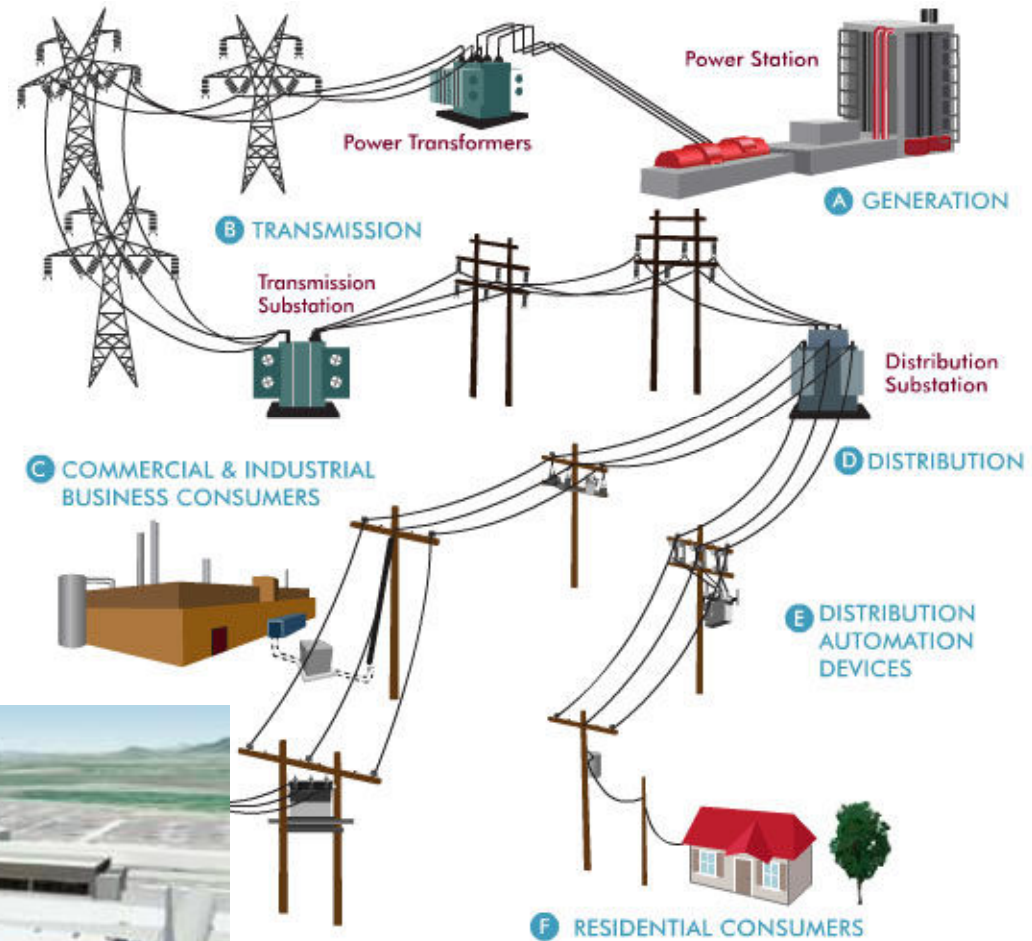 Power Station
Power Transformers
A GENERATION
B TRANSMISSION
Transmission
Substation
Distribution
Substation
C COMMERCIAL & INDUSTRIAL
BUSINESS CONSUMERS
D DISTRIBUTION
E DISTRIBUTION
AUTOMATION
DEVICES
F RESIDENTIAL CONSUMERS